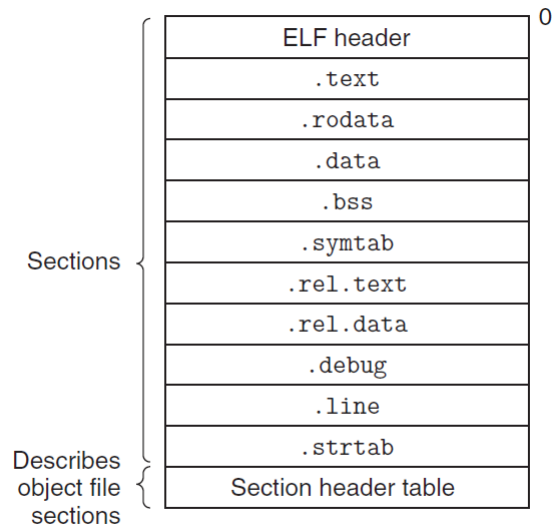 0
ELF header
.text
.rodata
.data
.bss
.symtab
.rel.text
.rel.data
.debug
.line
.strtab
Section header table
Sections
Describes
object file
sections